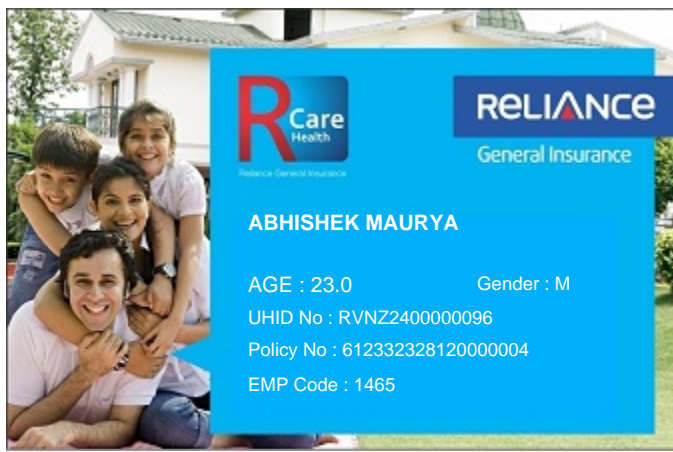 R Care
Health
Reliance General Insurance
RELIANCE
General Insurance
ABHISHEK MAURYA
AGE : 23.0 Gender : M
UHID No : RVNZ2400000096
Policy No : 612332328120000004
EMP Code : 1465